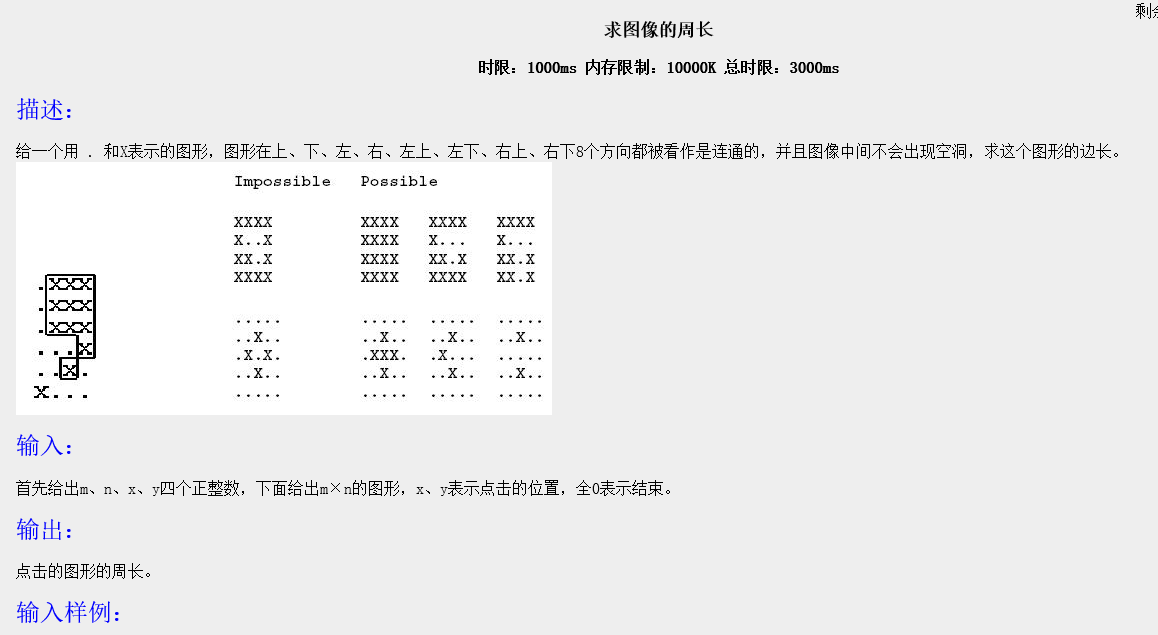 剩
求图像的周长
时限：1000ms 内存限制：10000K 总时限：3000ms
描述：
给一个用 . 和X表示的图形，图形在上、下、左、右、左上、左下、右上、右下8个方向都被看作是连通的，并且图像中间不会出现空洞，求这个图形的边长。
Impossible Possible
XXXX XXXX XXXX XXXX
X..X XXXX X... X...
XX.X XXXX XX.X XX.X
XXXX XXXX XXXX XX.X
..... ..... ..... .....
..X.. ..X.. ..X.. ..X..
.X.X. .XXX. .X... .....
..X.. ..X.. ..X.. ..X..
..... ..... ..... .....
.XXX
.XXX
.XXX
...X
..X.
X...
输入：
首先给出m、n、x、y四个正整数，下面给出m×n的图形，x、y表示点击的位置，全0表示结束。
输出：
点击的图形的周长。
输入样例：